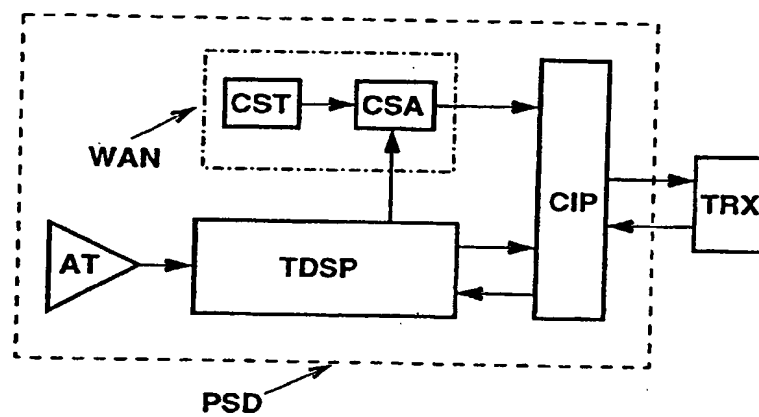 CST
CSA
WAN
CIP
TRX
AT
TDSP
PSD